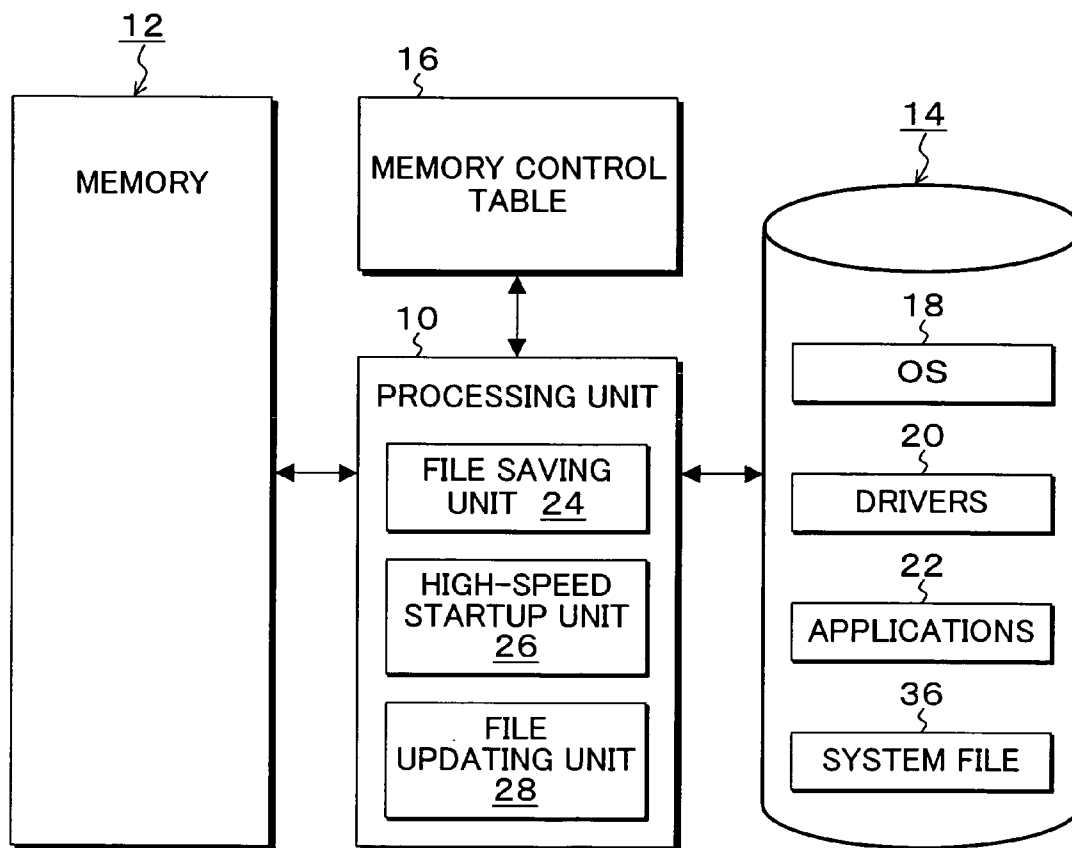 12
MEMORY
16
MEMORY CONTROL
TABLE
10
PROCESSING UNIT
FILE SAVING
UNIT 24
HIGH-SPEED
STARTUP UNIT
26
FILE
UPDATING UNIT
28
14
18
OS
20
DRIVERS
22
APPLICATIONS
36
SYSTEM FILE